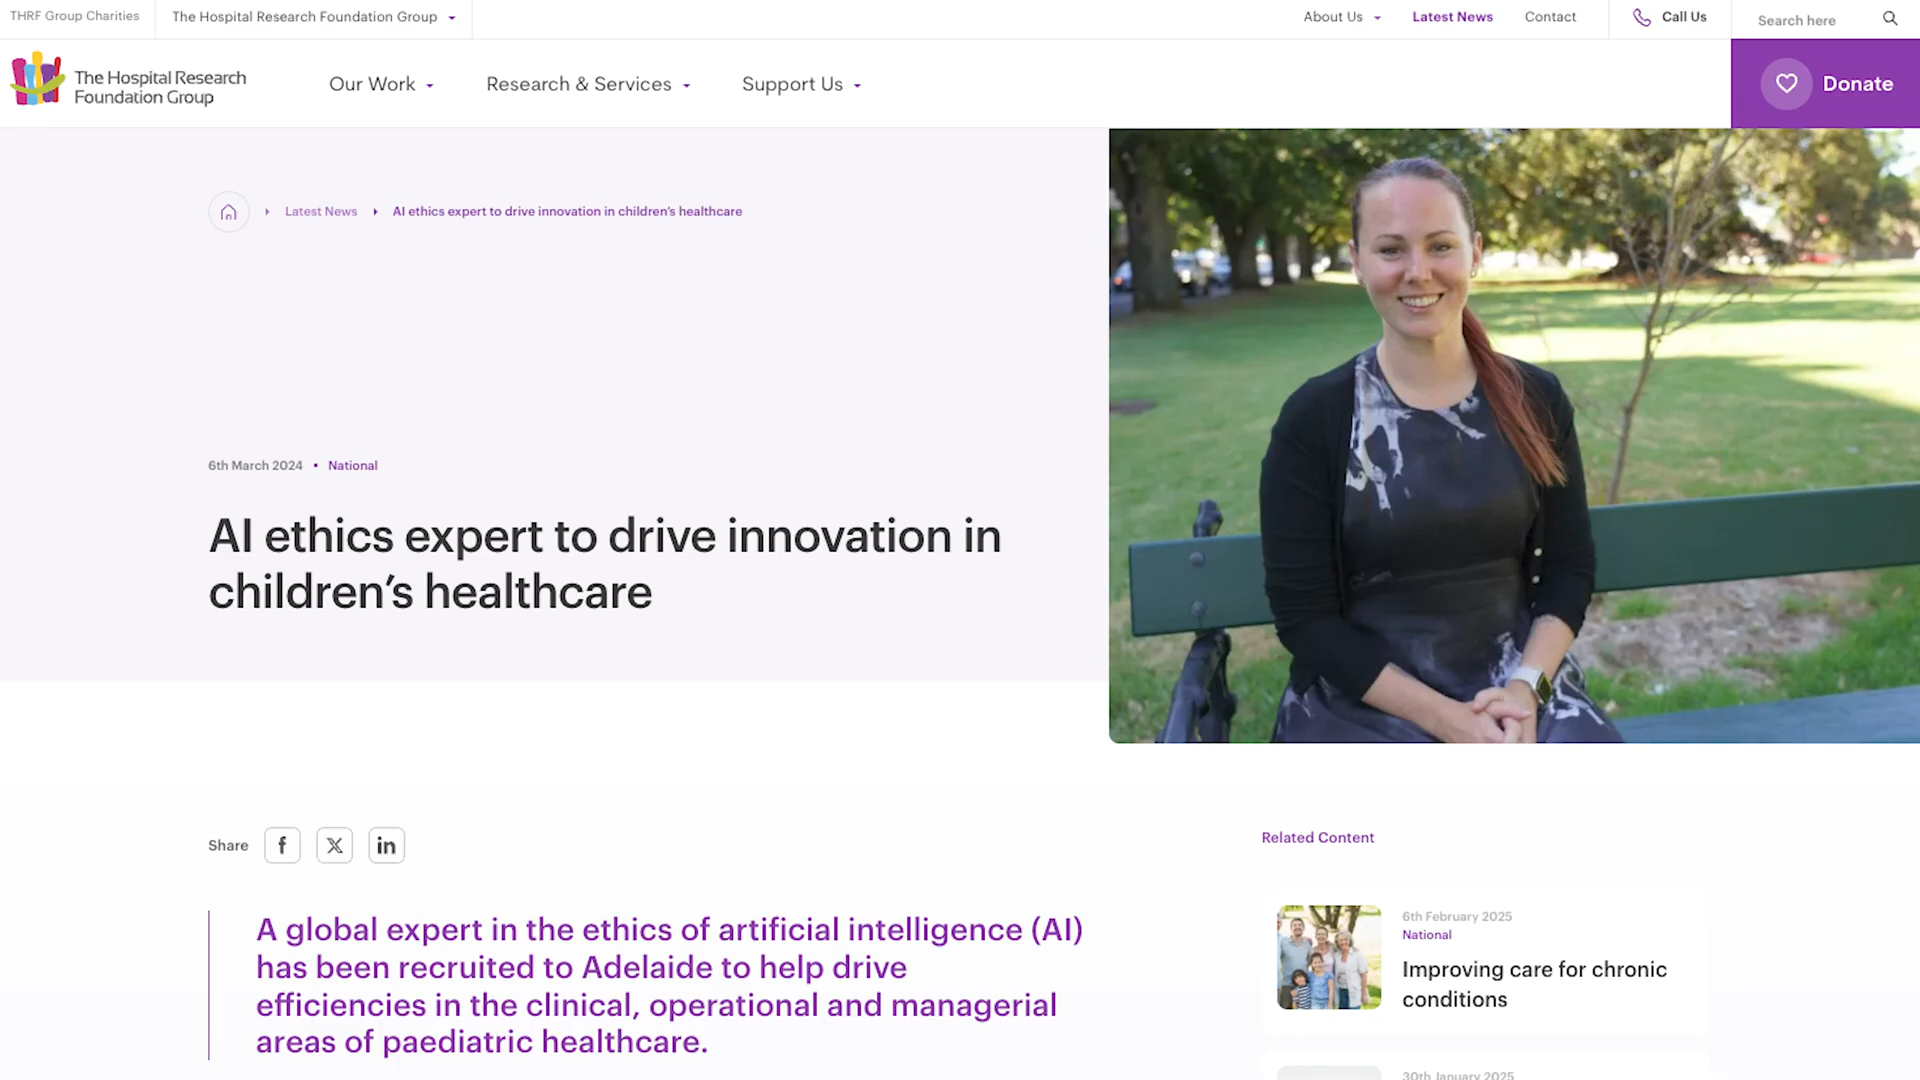 THRF Group Charities
The Hospital Research Foundation Group
About Us
Latest News
Contact
Call Us
Search here
The Hospital Research
Foundation Group
Our Work
Research & Services
Support Us
Donate
Latest News
AI ethics expert to drive innovation in children's healthcare
6th March 2024 • National
AI ethics expert to drive innovation in
children's healthcare
Share
Related Content
A global expert in the ethics of artificial intelligence (AI)
has been recruited to Adelaide to help drive
efficiencies in the clinical, operational and managerial
areas of paediatric healthcare.
6th February 2025
National
Improving care for chronic
conditions
30th January 2025